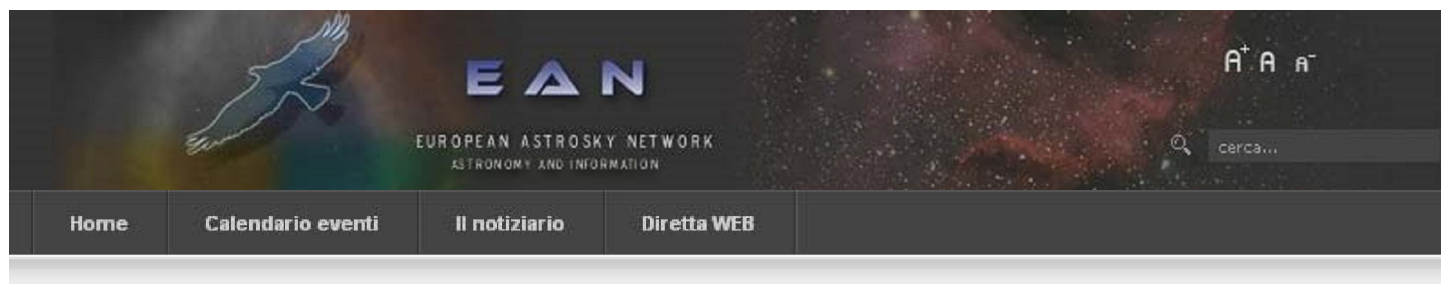 EAN
A+ A A-
EUROPEAN ASTROSKY NETWORK
cerca...
ASTRONOMY AND INFORMATION
Home Calendario eventi Il notiziario Diretta WEB